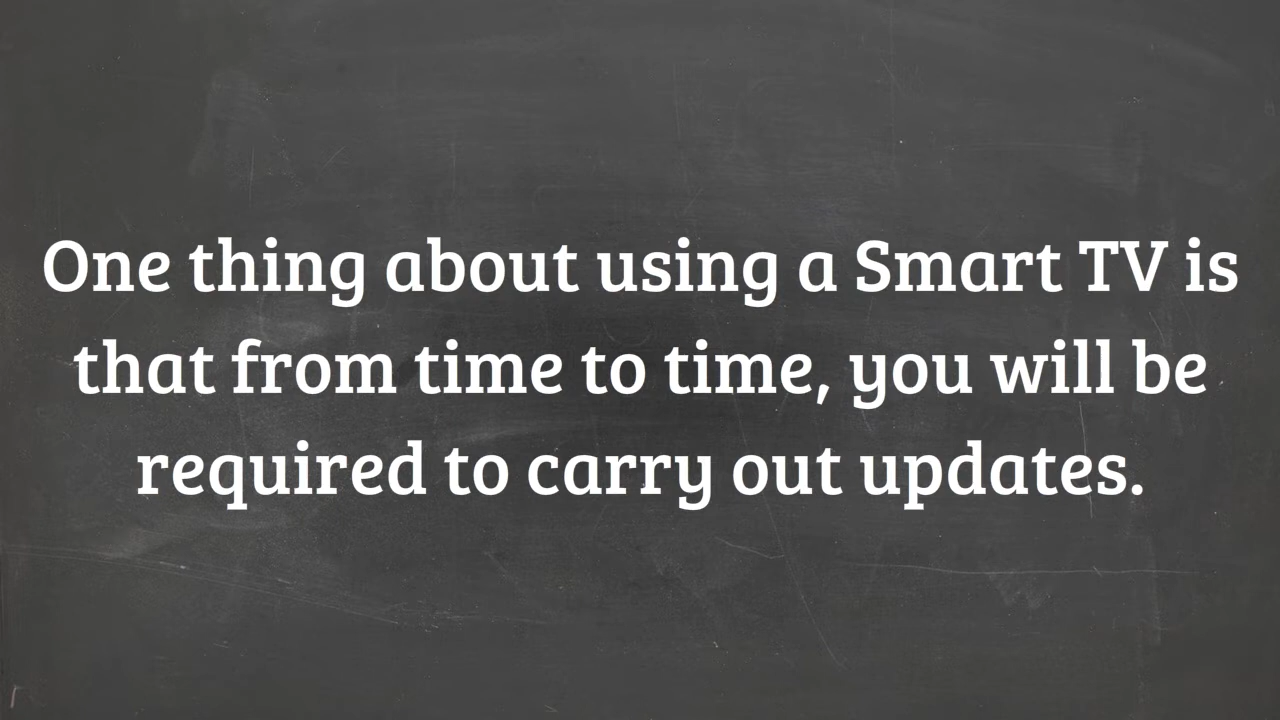 One thing about using a Smart TV is
that from time to time, you will be
required to carry out updates.